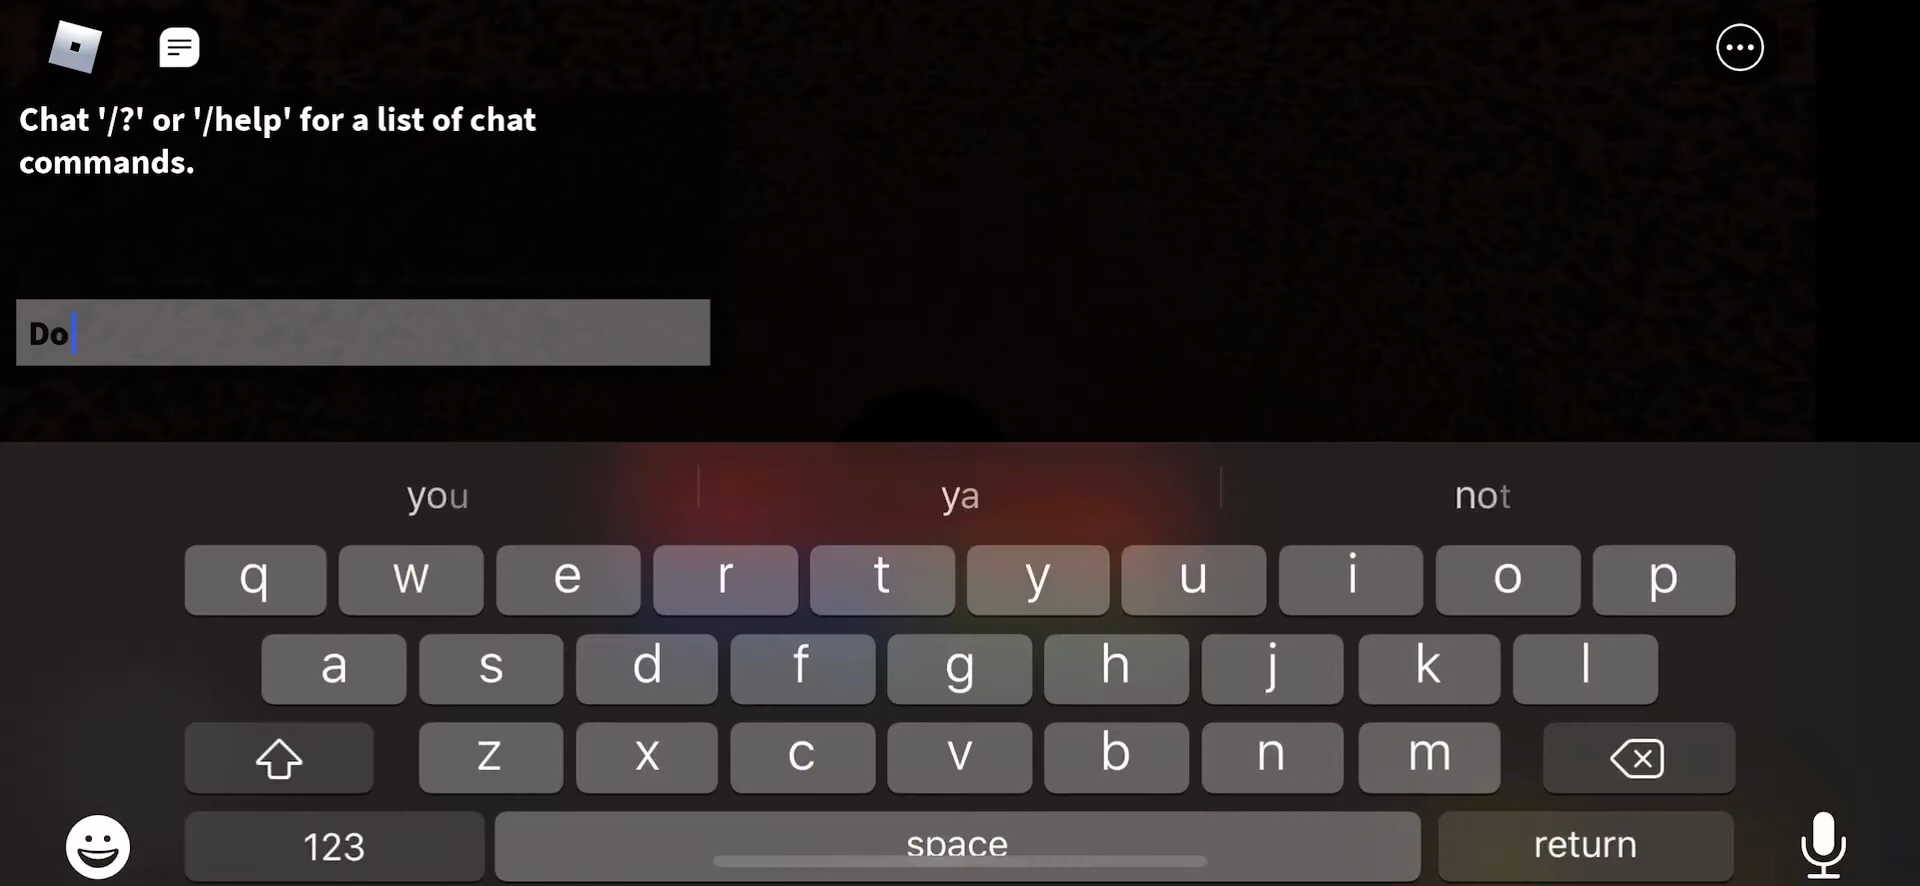 Chat '/?' or '/help' for a list of chat
commands.
Do
you ya not
q w e r t y u i o p
a s d f g h j k l
z x c v b n m
123 space return